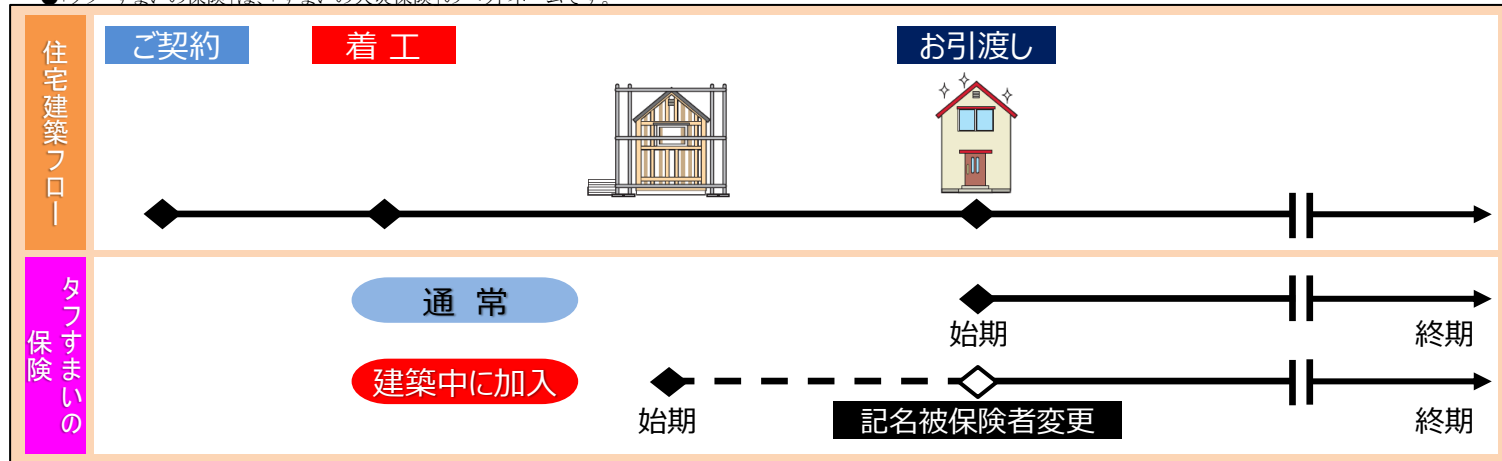 ご契約
着 工
お引渡し
住宅建築フロー
タフすまいの
保険
通 常
始期
終期
建築中に加入
始期
記名被保険者変更
終期